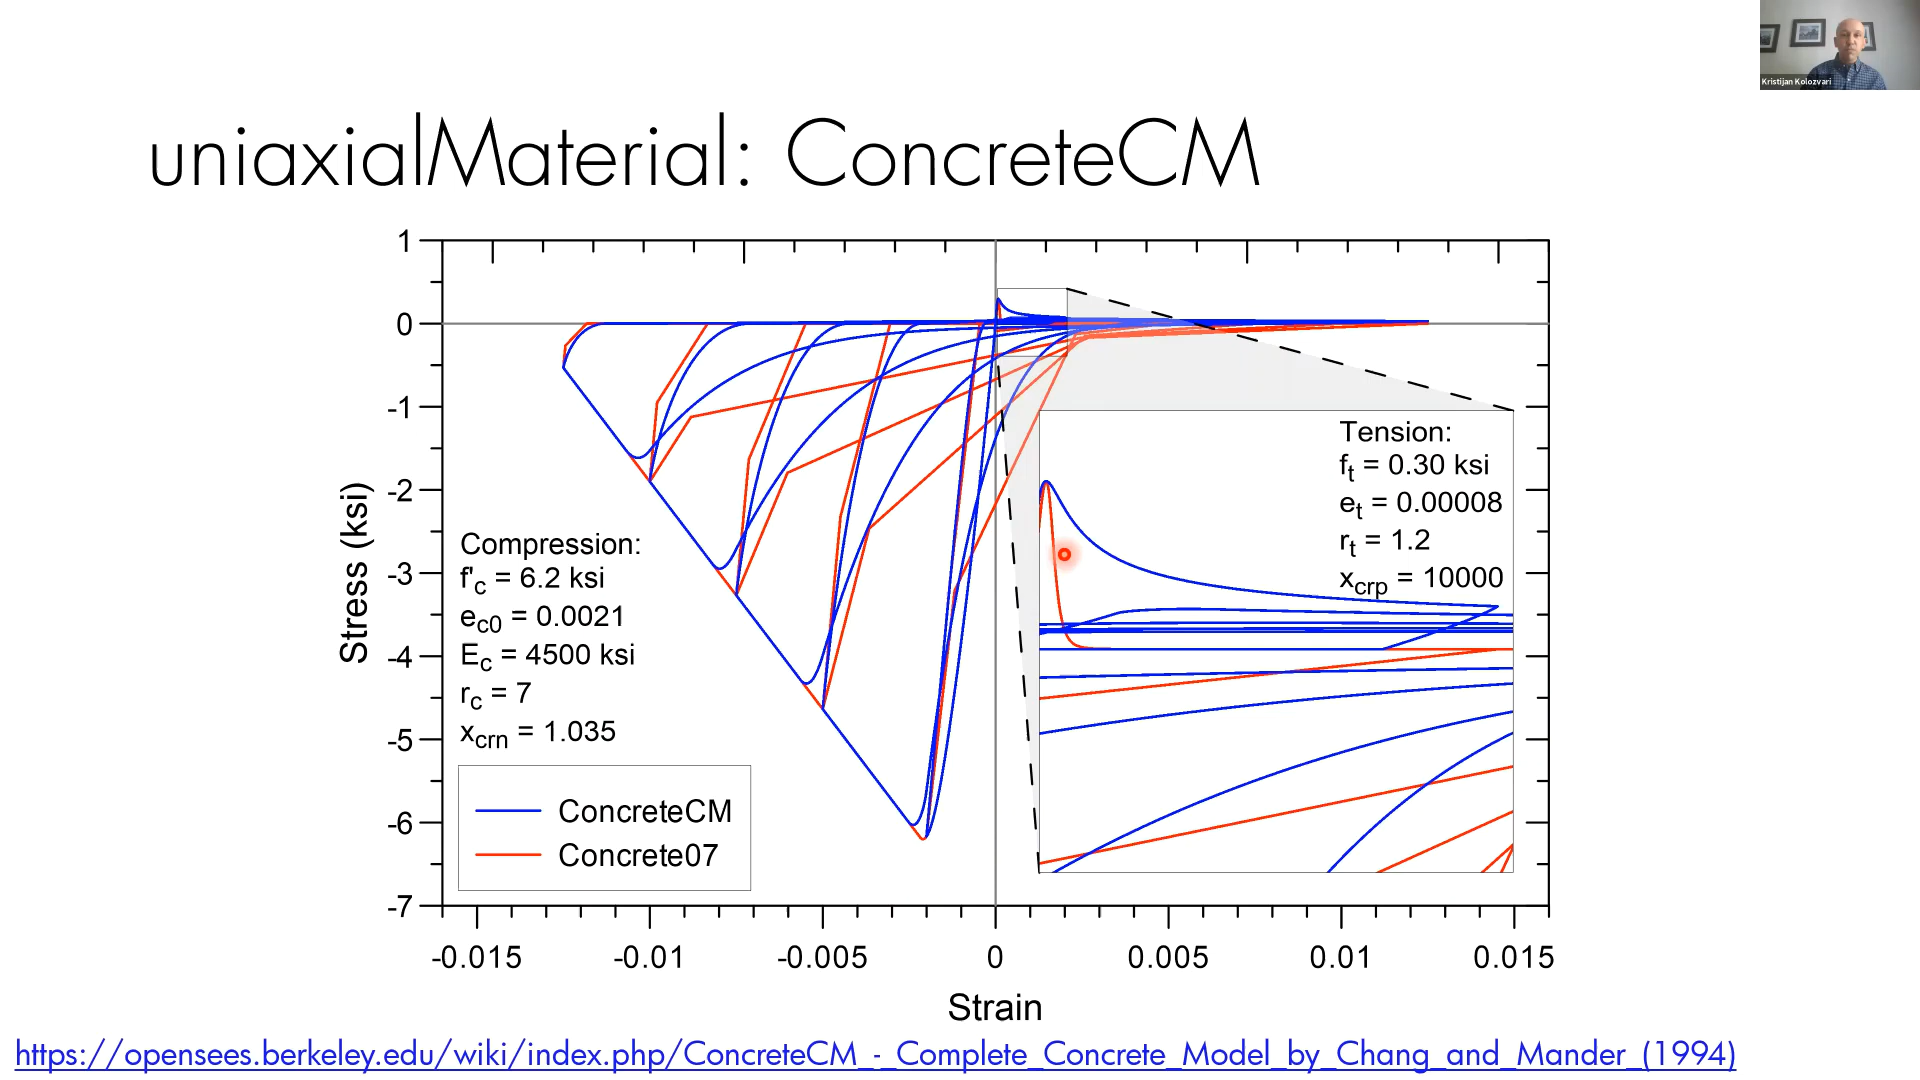 Kristijan Kolozvari
uniaxialMaterial: ConcreteCM
1
0
-1
-2
-3
-4
-5
-6
-7
Stress (ksi)
Compression:
f'c = 6.2 ksi
ec0 = 0.0021
Ec = 4500 ksi
rc = 7
xcrn = 1.035
ConcreteCM
Concrete07
Tension:
ft = 0.30 ksi
et = 0.00008
rt = 1.2
xcrp = 10000
-0.015 -0.01 -0.005 0 0.005 0.01 0.015
Strain
https://opensees.berkeley.edu/wiki/index.php/ConcreteCM_-_Complete_Concrete_Model_by_Chang_and_Mander_(1994)